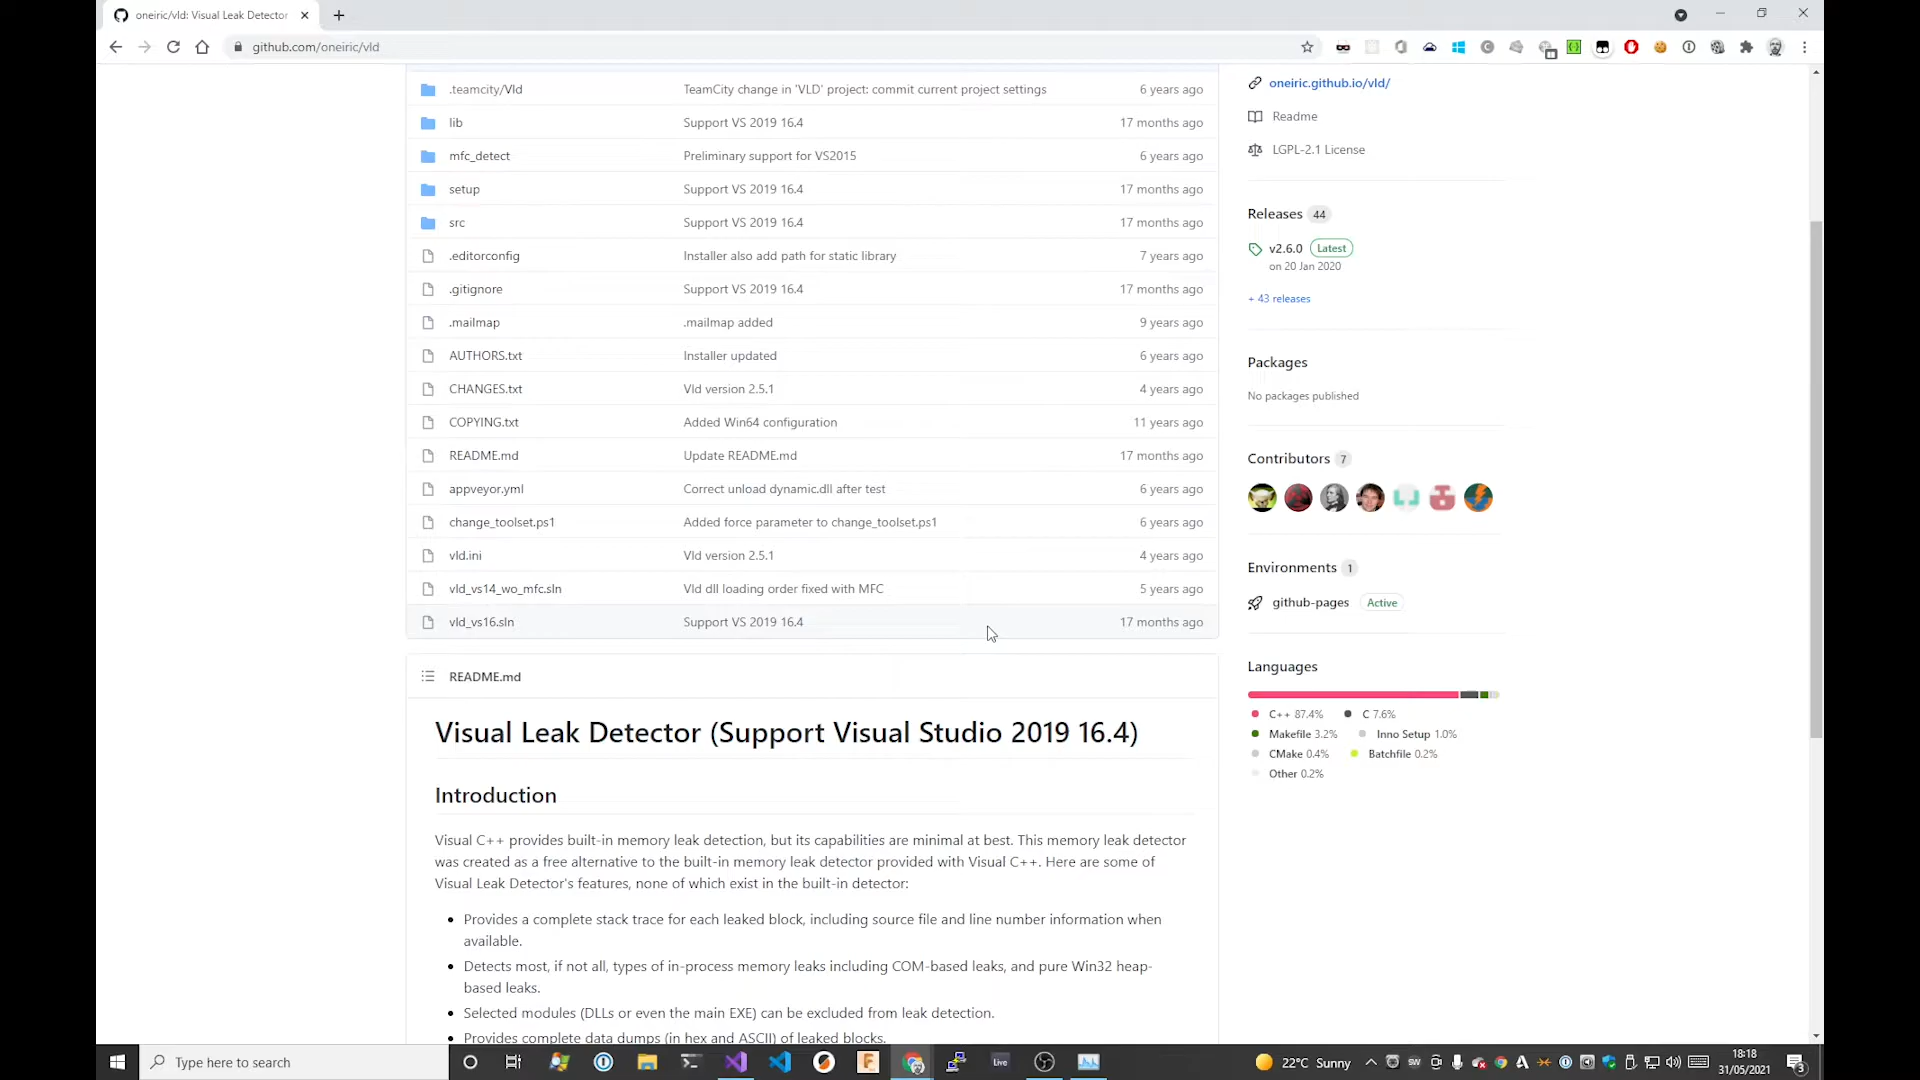 oneiric/vld: Visual Leak Detector
github.com/oneiric/vld
.teamcity/Vld TeamCity change in 'VLD' project: commit current project settings 6 years ago
lib Support VS 2019 16.4 17 months ago
mfc_detect Preliminary support for VS2015 6 years ago
setup Support VS 2019 16.4 17 months ago
src Support VS 2019 16.4 17 months ago
.editorconfig Installer also add path for static library 7 years ago
.gitignore Support VS 2019 16.4 17 months ago
.mailmap .mailmap added 9 years ago
AUTHORS.txt Installer updated 6 years ago
CHANGES.txt Vld version 2.5.1 4 years ago
COPYING.txt Added Win64 configuration 11 years ago
README.md Update README.md 17 months ago
appveyor.yml Correct unload dynamic.dll after test 6 years ago
change_toolset.ps1 Added force parameter to change_toolset.ps1 6 years ago
vld.ini Vld version 2.5.1 4 years ago
vld_vs14_wo_mfc.sln Vld dll loading order fixed with MFC 5 years ago
vld_vs16.sln Support VS 2019 16.4 17 months ago
README.md
Visual Leak Detector (Support Visual Studio 2019 16.4)
Introduction
Visual C++ provides built-in memory leak detection, but its capabilities are minimal at best. This memory leak detector
was created as a free alternative to the built-in memory leak detector provided with Visual C++. Here are some of
Visual Leak Detector's features, none of which exist in the built-in detector:
• Provides a complete stack trace for each leaked block, including source file and line number information when
available.
• Detects most, if not all, types of in-process memory leaks including COM-based leaks, and pure Win32 heap-
based leaks.
• Selected modules (DLLs or even the main EXE) can be excluded from leak detection.
• Provides complete data dumps (in hex and ASCII) of leaked blocks.
oneiric.github.io/vld/
Readme
LGPL-2.1 License
Releases 44
v2.6.0 Latest
on 20 Jan 2020
+ 43 releases
Packages
No packages published
Contributors 7
Environments 1
github-pages Active
Languages
C++ 87.4% C 7.6%
Makefile 3.2% Inno Setup 1.0%
CMake 0.4% Batchfile 0.2%
Other 0.2%
Type here to search
Live
22°C Sunny
18:18
31/05/2021
3